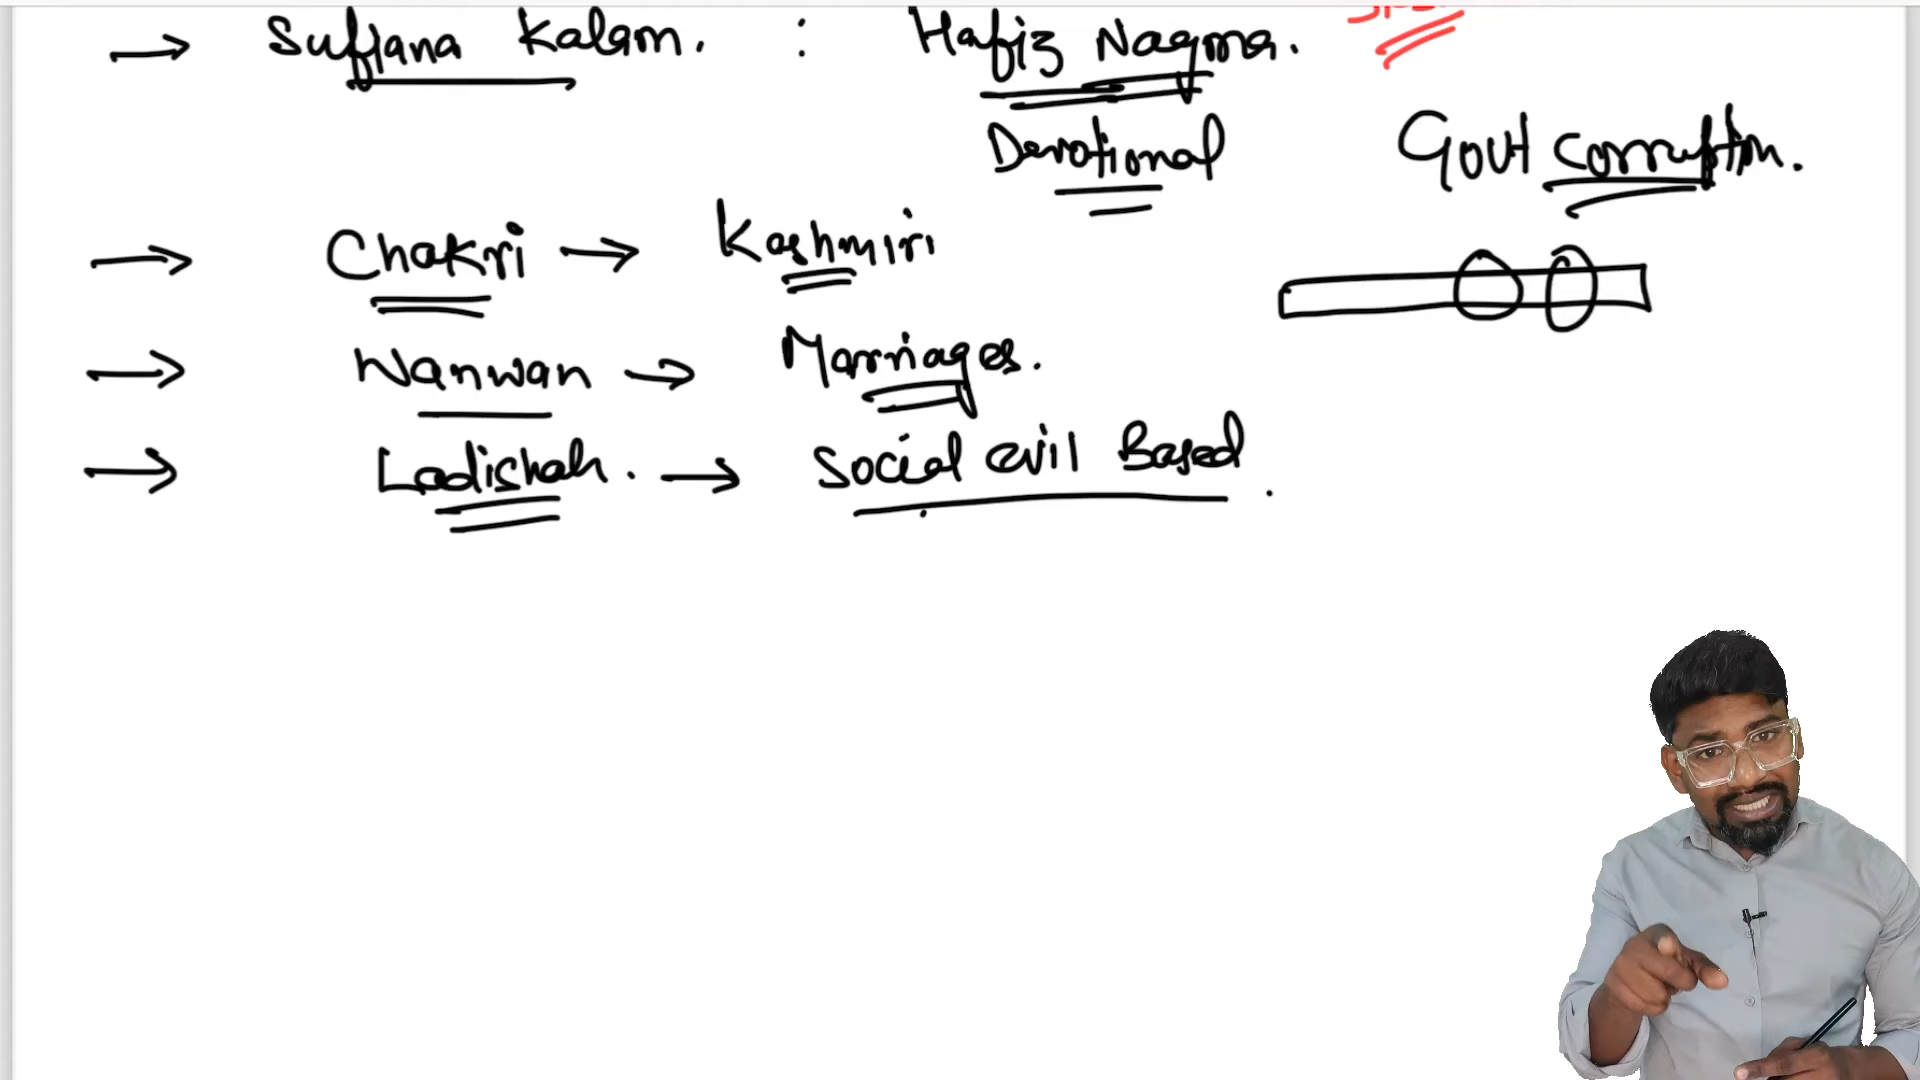 → Sufiana Kalam. : Hafiz Nagma.
Devotional
Govt Corruption.
→ Chakri → Kashmiri
→ Wanwan → Marriages.
→ Ladishah. → Social evil Based.